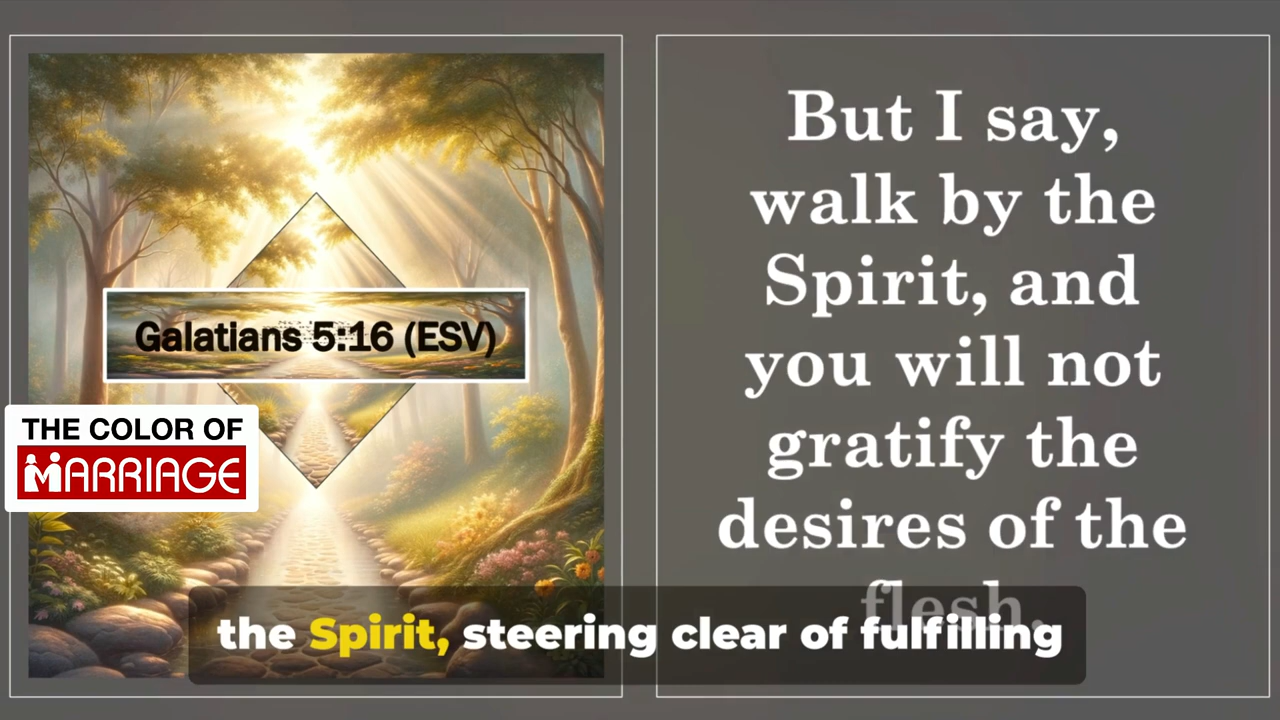 Galatians 5:16 (ESV)
THE COLOR OF
MARRIAGE
But I say,
walk by the
Spirit, and
you will not
gratify the
desires of the
flesh.
the Spirit, steering clear of fulfilling